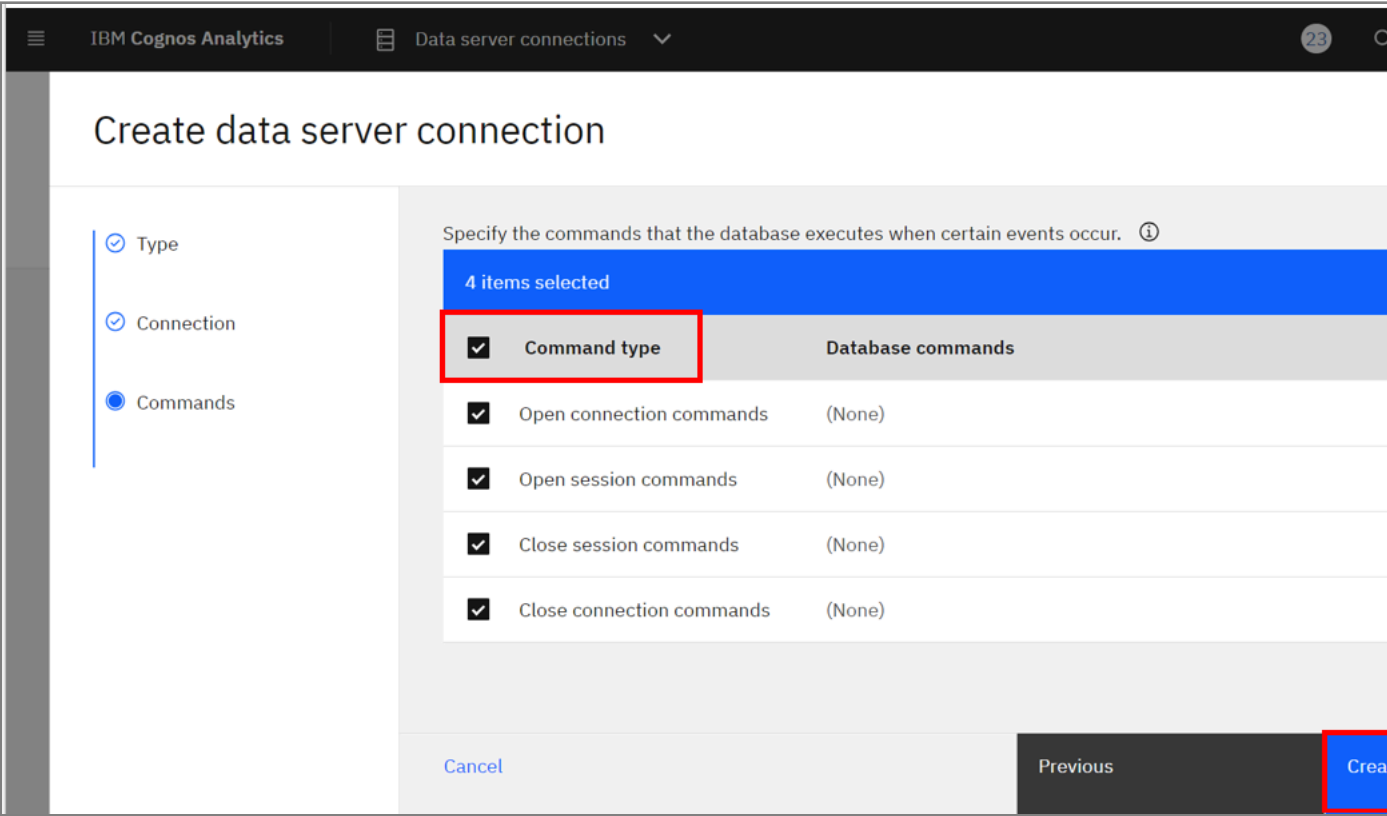 IBM Cognos Analytics Data server connections 23
Create data server connection
Type
Connection
Commands
Specify the commands that the database executes when certain events occur.
4 items selected
Command type Database commands
Open connection commands (None)
Open session commands (None)
Close session commands (None)
Close connection commands (None)
Cancel Previous Crea